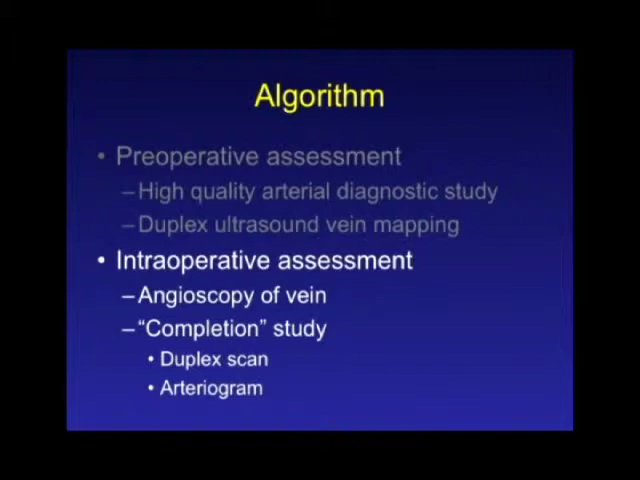 Algorithm
• Preoperative assessment
–High quality arterial diagnostic study
–Duplex ultrasound vein mapping
• Intraoperative assessment
–Angioscopy of vein
–“Completion” study
• Duplex scan
• Arteriogram